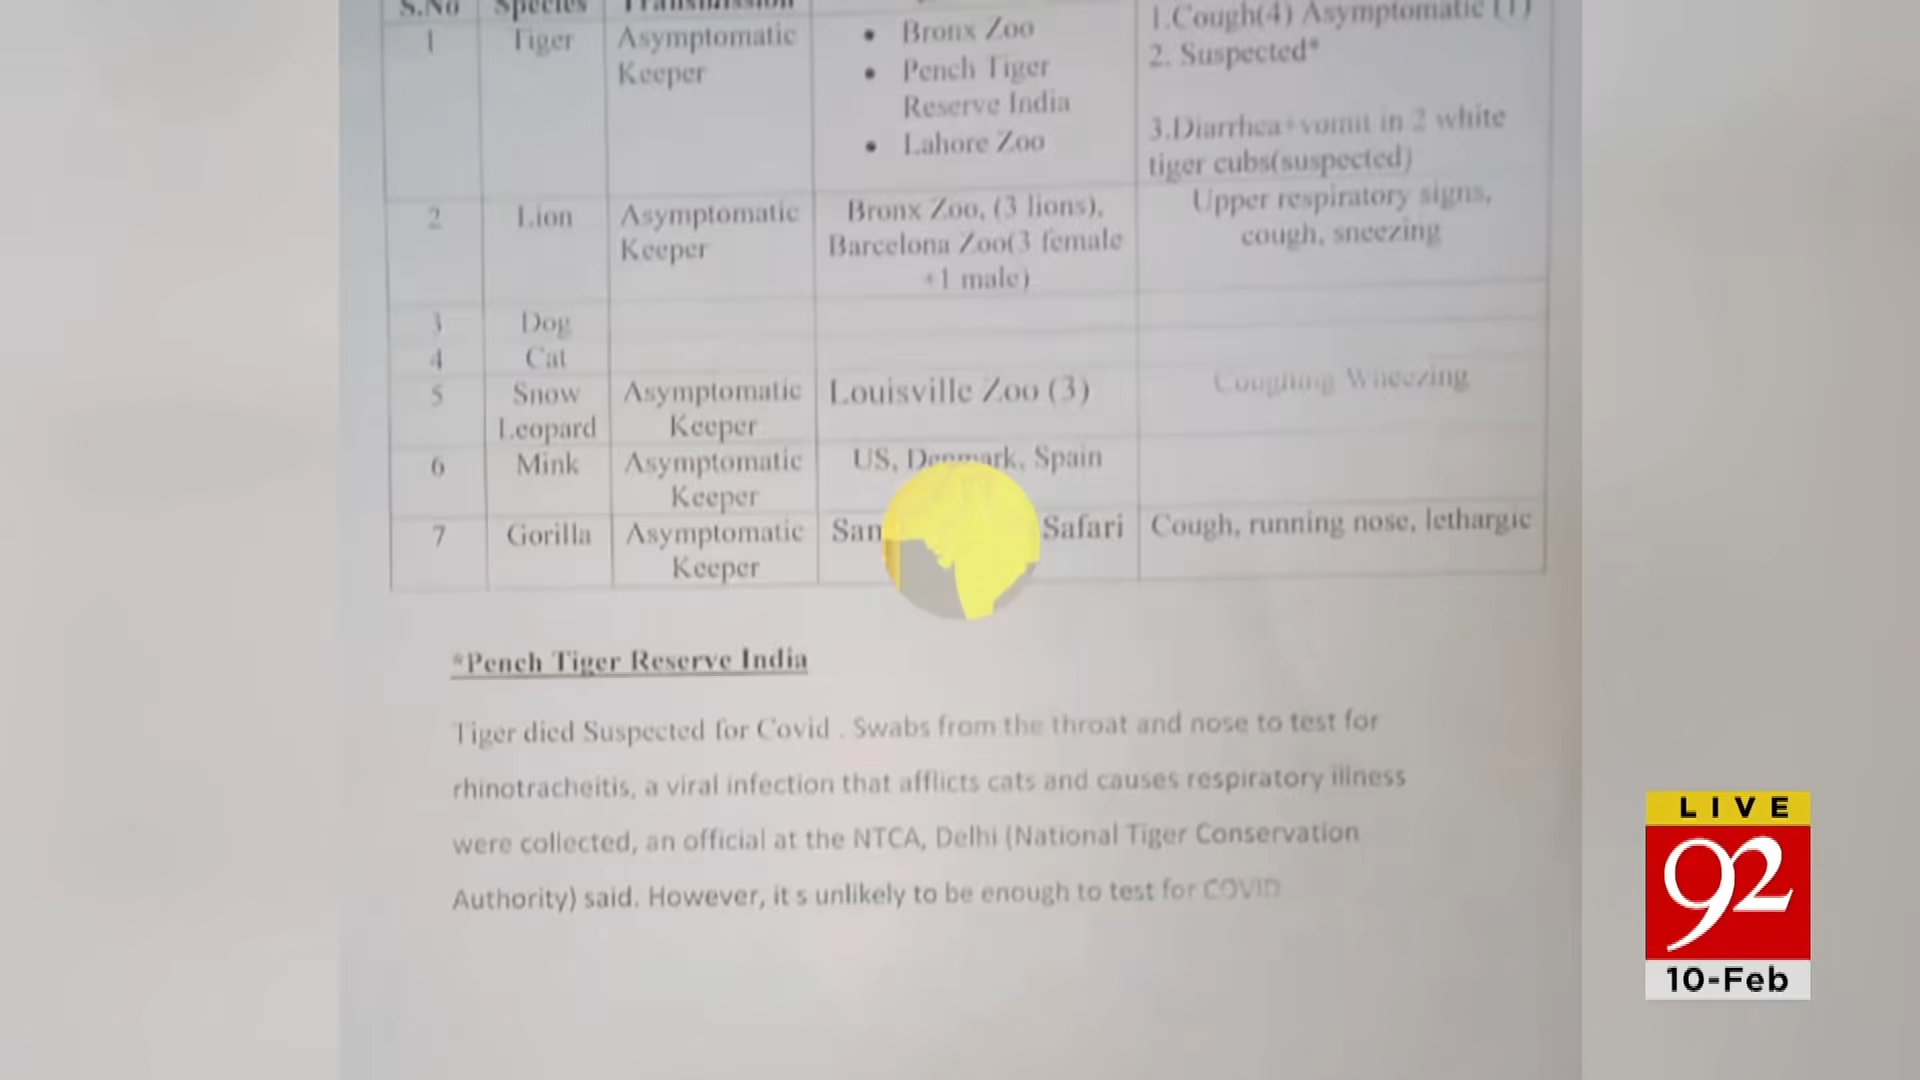 S.No Species Transmission
1 Tiger Asymptomatic Keeper
• Bronx Zoo
• Pench Tiger Reserve India
• Lahore Zoo
1.Cough(4) Asymptomatic (1)
2. Suspected*
3.Diarrhea+vomit in 2 white
tiger cubs(suspected)
2 Lion Asymptomatic Keeper
Bronx Zoo, (3 lions),
Barcelona Zoo(3 female
+1 male)
Upper respiratory signs,
cough, sneezing
3 Dog
4 Cat
5 Snow Leopard Asymptomatic Keeper Louisville Zoo (3) Coughing Wheezing
6 Mink Asymptomatic Keeper US, Denmark, Spain
7 Gorilla Asymptomatic Keeper San Safari Cough, running nose, lethargic
*Pench Tiger Reserve India
Tiger died Suspected for Covid . Swabs from the throat and nose to test for
rhinotracheitis, a viral infection that afflicts cats and causes respiratory illness
were collected, an official at the NTCA, Delhi (National Tiger Conservation
Authority) said. However, it s unlikely to be enough to test for COVID
LIVE
92
10-Feb